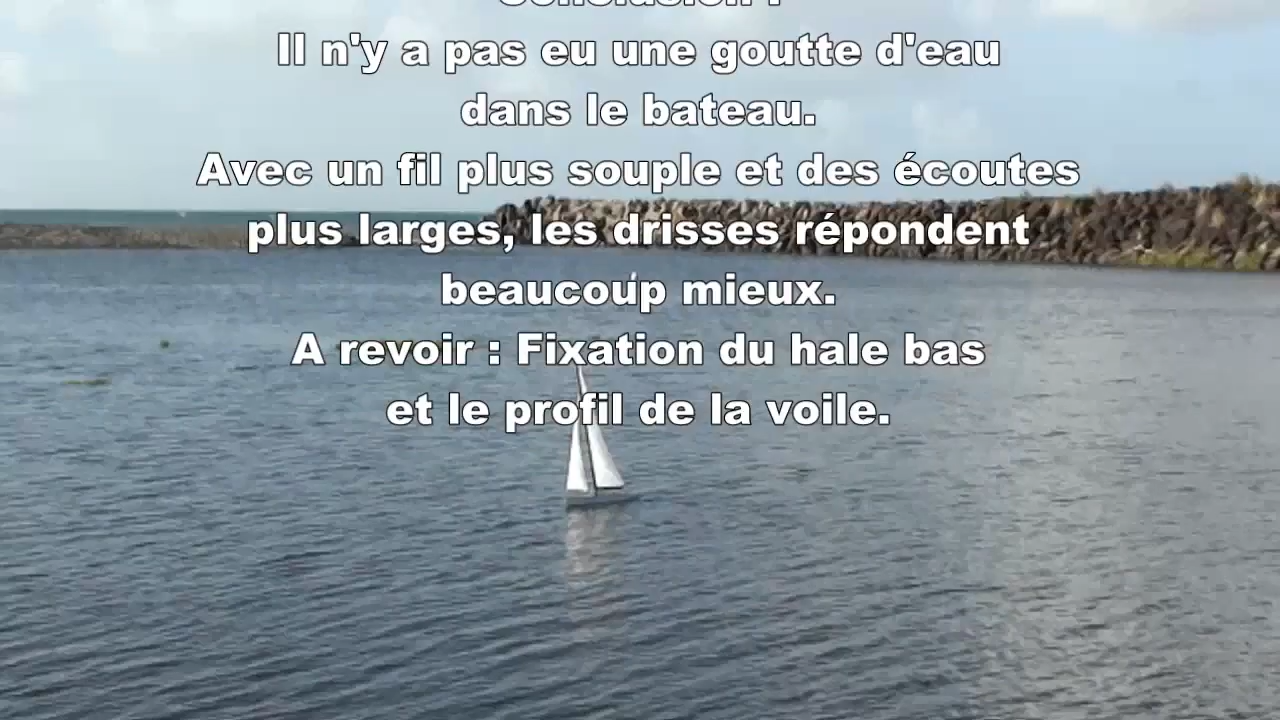 Conclusion :
Il n'y a pas eu une goutte d'eau
dans le bateau.
Avec un fil plus souple et des écoutes
plus larges, les drisses répondent
beaucoup mieux.
A revoir : Fixation du hale bas
et le profil de la voile.